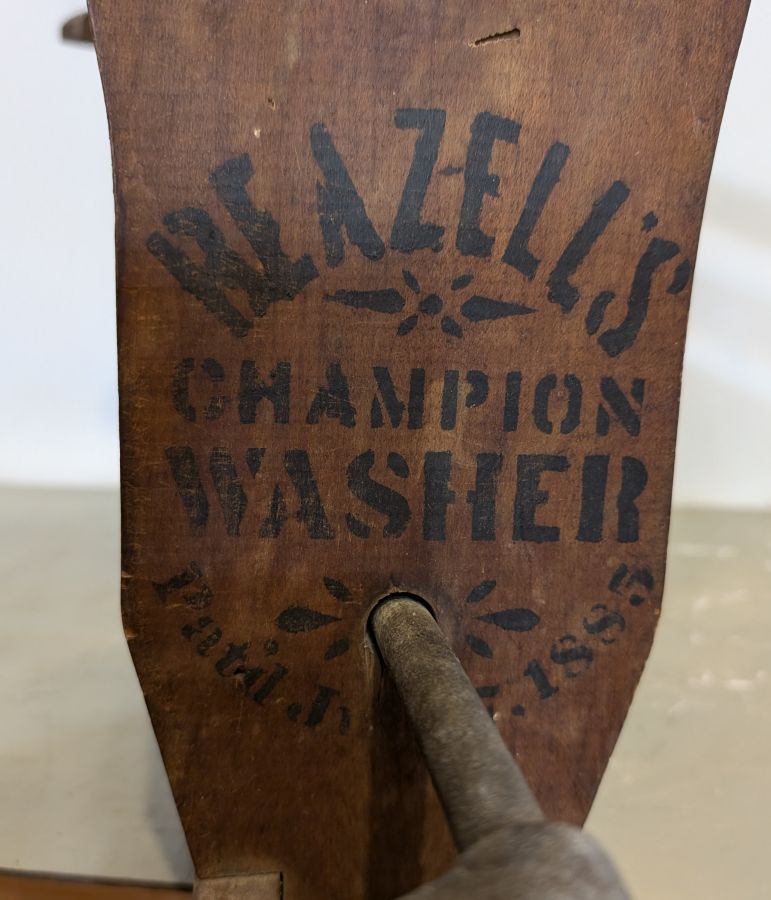 BEAZELL'S
CHAMPION
WASHER
Pat'd. 1885